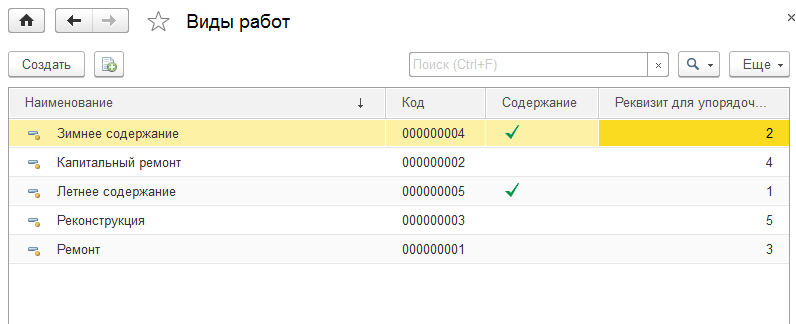 Виды работ
Создать Поиск (Ctrl+F) × Еще
Наименование Код Содержание Реквизит для упорядоч...
Зимнее содержание 000000004 2
Капитальный ремонт 000000002 4
Летнее содержание 000000005 1
Реконструкция 000000003 5
Ремонт 000000001 3